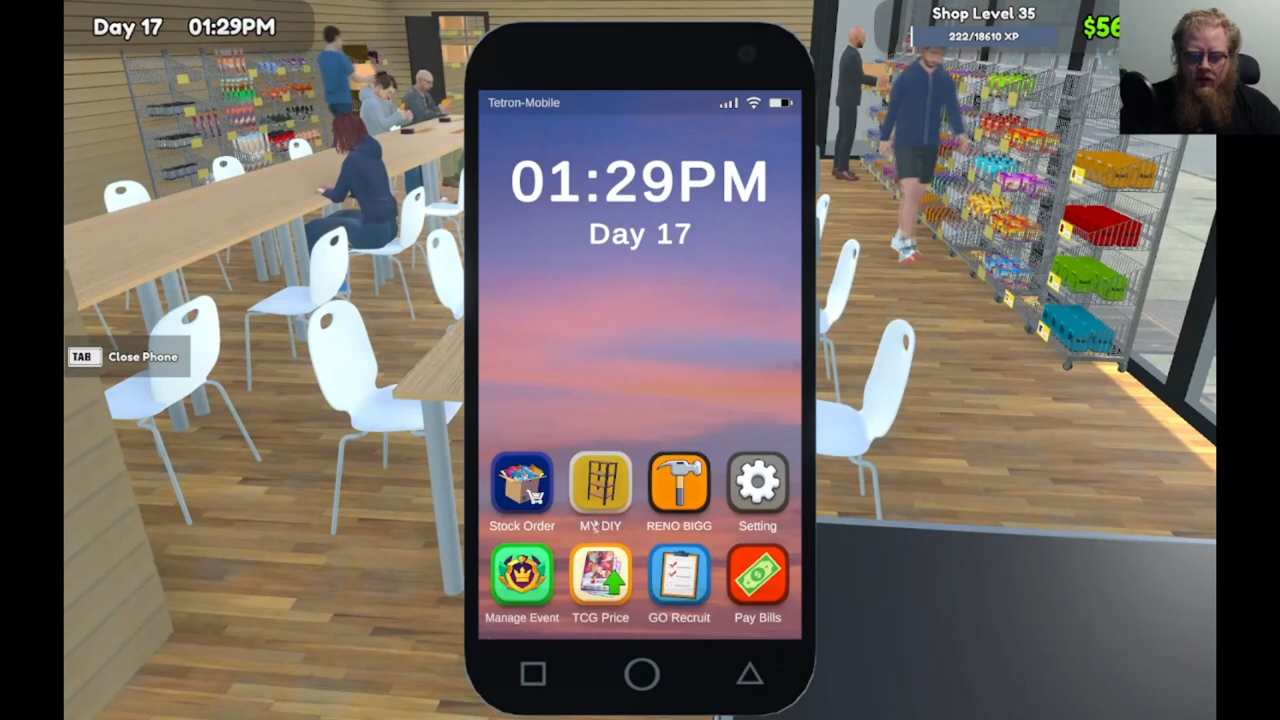 Day 17 01:29PM
Shop Level 35
222/18610 XP
$56
Tetron-Mobile
01:29PM
Day 17
TAB Close Phone
Stock Order MY DIY RENO BIGG Setting
Manage Event TCG Price GO Recruit Pay Bills